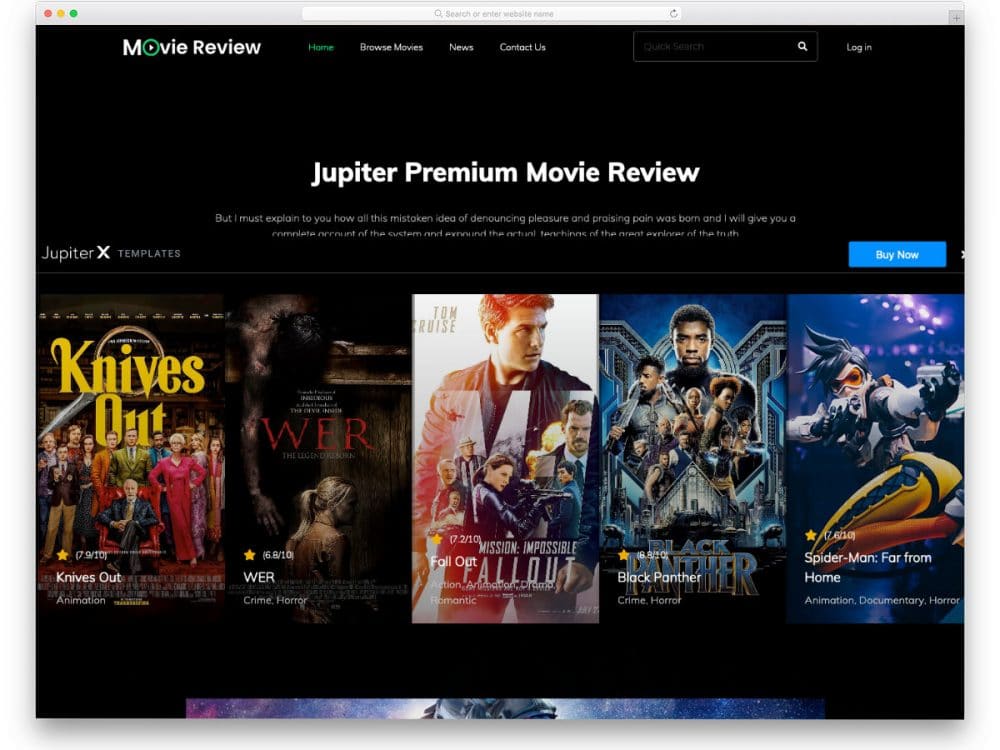 Search or enter website name
Movie Review
Home
Browse Movies
News
Contact Us
Quick Search
Log in
Jupiter Premium Movie Review
But I must explain to you how all this mistaken idea of denouncing pleasure and praising pain was born and I will give you a
complete account of the system and expound the actual teachings of the great explorer of the truth
Jupiter X TEMPLATES
Buy Now
Knives
Out
(7.9/10)
Knives Out
Animation
INSIDIOUS
THE DEVIL INSIDE
WER
THE LEGEND REBORN
(6.8/10)
WER
Crime, Horror
TOM
CRUISE
MISSION: IMPOSSIBLE
FALLOUT
(7.2/10)
Fall Out
Action, Animation, Drama,
Romantic
BLACK
PANTHER
(6.8/10)
Black Panther
Crime, Horror
(7.6/10)
Spider-Man: Far from
Home
Animation, Documentary, Horror